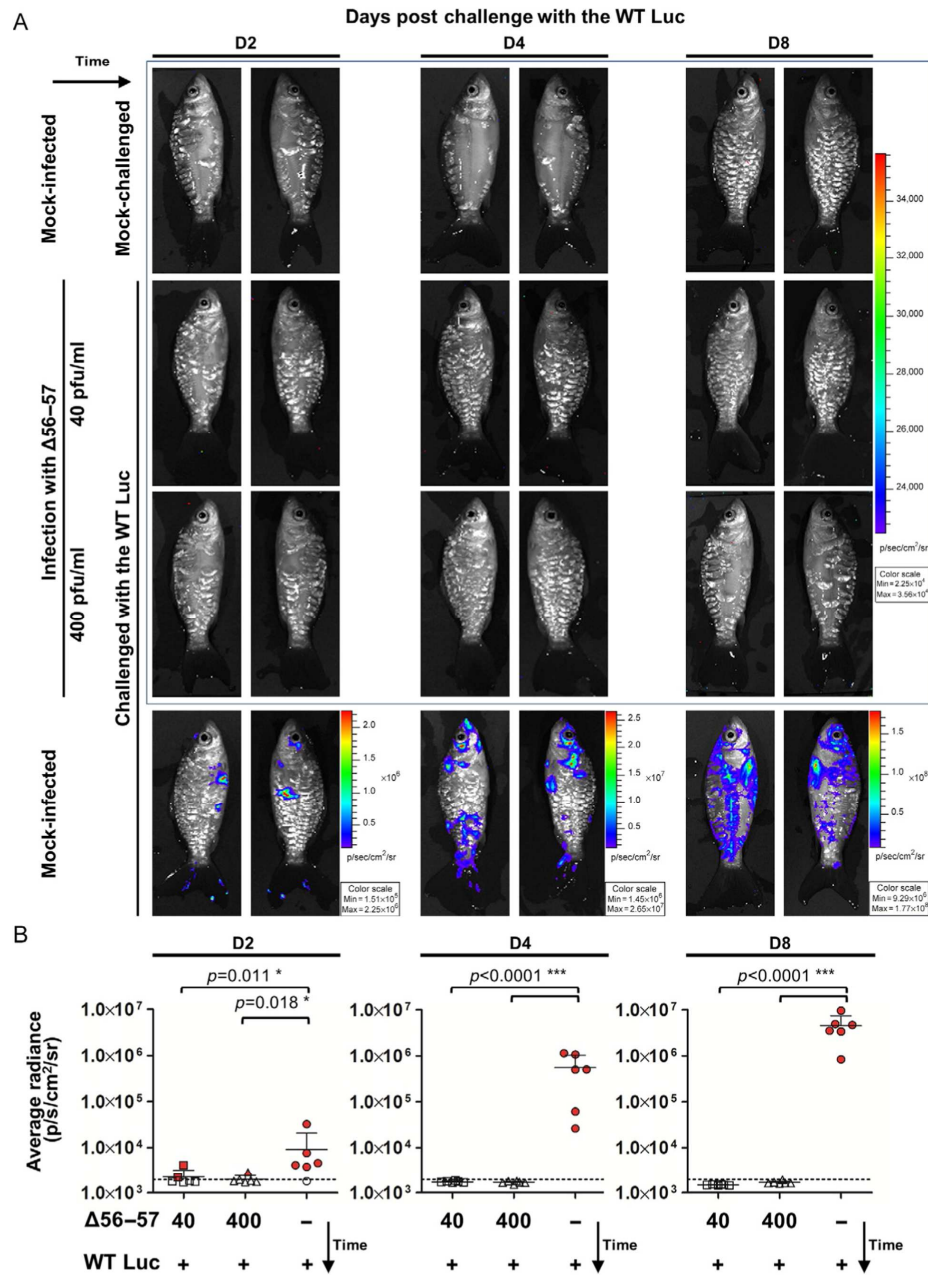 A
Days post challenge with the WT Luc
D2
D4
D8
Time
Mock-infected
Mock-challenged
Infection with Δ56–57
40 pfu/ml
400 pfu/ml
Challenged with the WT Luc
Mock-infected
34,000
32,000
30,000
28,000
26,000
24,000
p/sec/cm²/sr
Color scale
Min=2.25×10⁴
Max=3.56×10⁴
2.0
1.5
×10⁶
1.0
0.5
p/sec/cm²/sr
Color scale
Min=1.51×10⁵
Max=2.25×10⁶
2.5
2.0
1.5
×10⁷
1.0
0.5
p/sec/cm²/sr
Color scale
Min=1.45×10⁶
Max=2.65×10⁷
1.5
×10⁸
1.0
0.5
p/sec/cm²/sr
Color scale
Min=9.29×10⁶
Max=1.77×10⁸
B
D2
D4
D8
p=0.011 *
p=0.018 *
p<0.0001 ***
p<0.0001 ***
Average radiance
(p/s/cm²/sr)
1.0×10⁷
1.0×10⁶
1.0×10⁵
1.0×10⁴
1.0×10³
1.0×10⁷
1.0×10⁶
1.0×10⁵
1.0×10⁴
1.0×10³
1.0×10⁷
1.0×10⁶
1.0×10⁵
1.0×10⁴
1.0×10³
Δ56–57 40 400 – 40 400 – 40 400 –
Time Time Time
WT Luc + + + + + + + + +